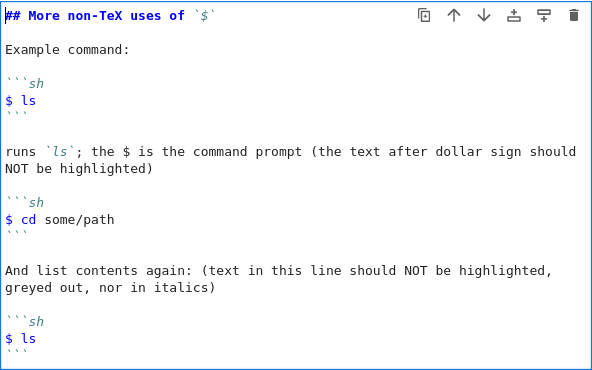 ## More non-TeX uses of `$`
Example command:
```sh
$ ls
```
runs `ls`; the $ is the command prompt (the text after dollar sign should
NOT be highlighted)
```sh
$ cd some/path
```
And list contents again: (text in this line should NOT be highlighted,
greyed out, nor in italics)
```sh
$ ls
```